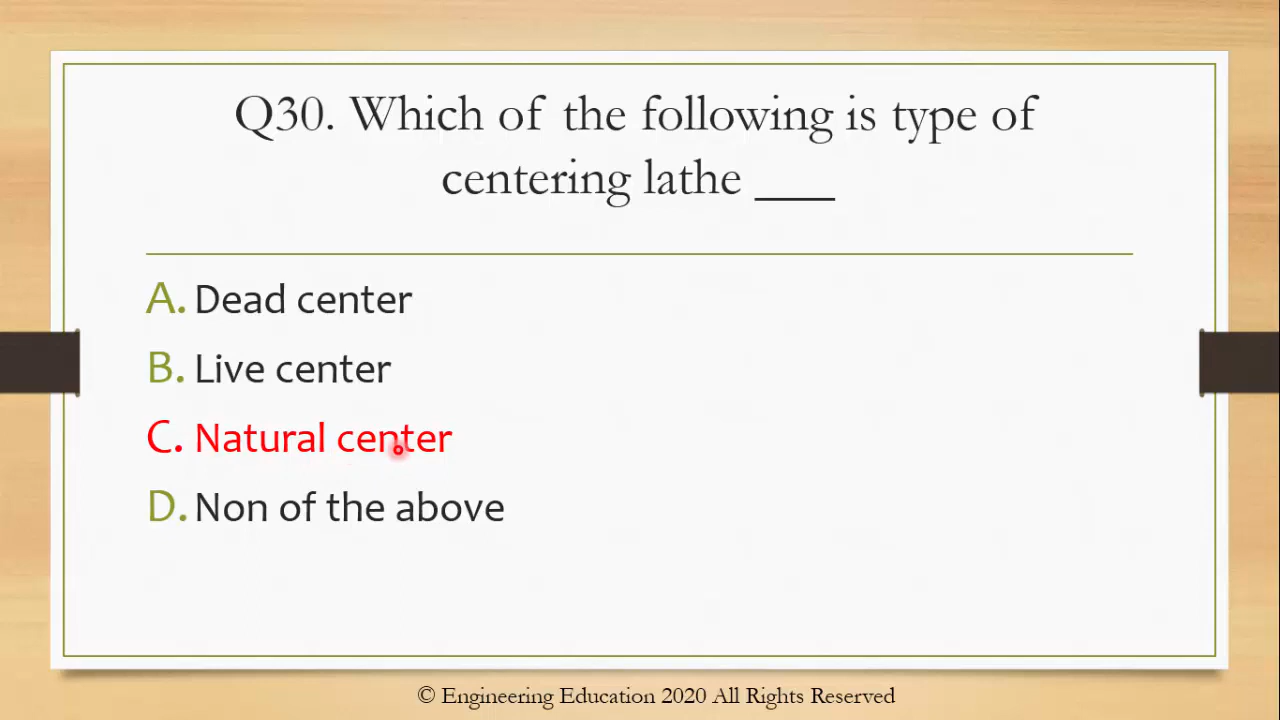 Q30. Which of the following is type of
centering lathe ___
A. Dead center
B. Live center
C. Natural center
D. Non of the above
© Engineering Education 2020 All Rights Reserved